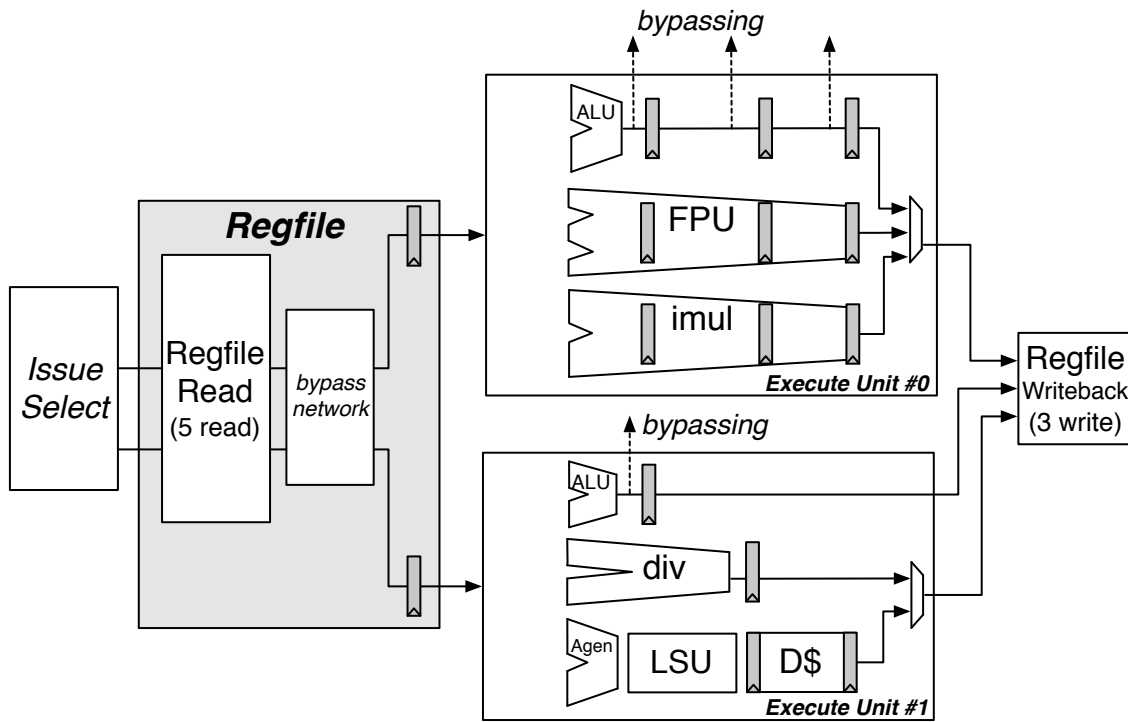 bypassing
ALU
Regfile
FPU
Issue
Select
Regfile
Read
(5 read)
bypass
network
imul
Execute Unit #0
Regfile
Writeback
(3 write)
bypassing
ALU
div
Agen
LSU
D$
Execute Unit #1